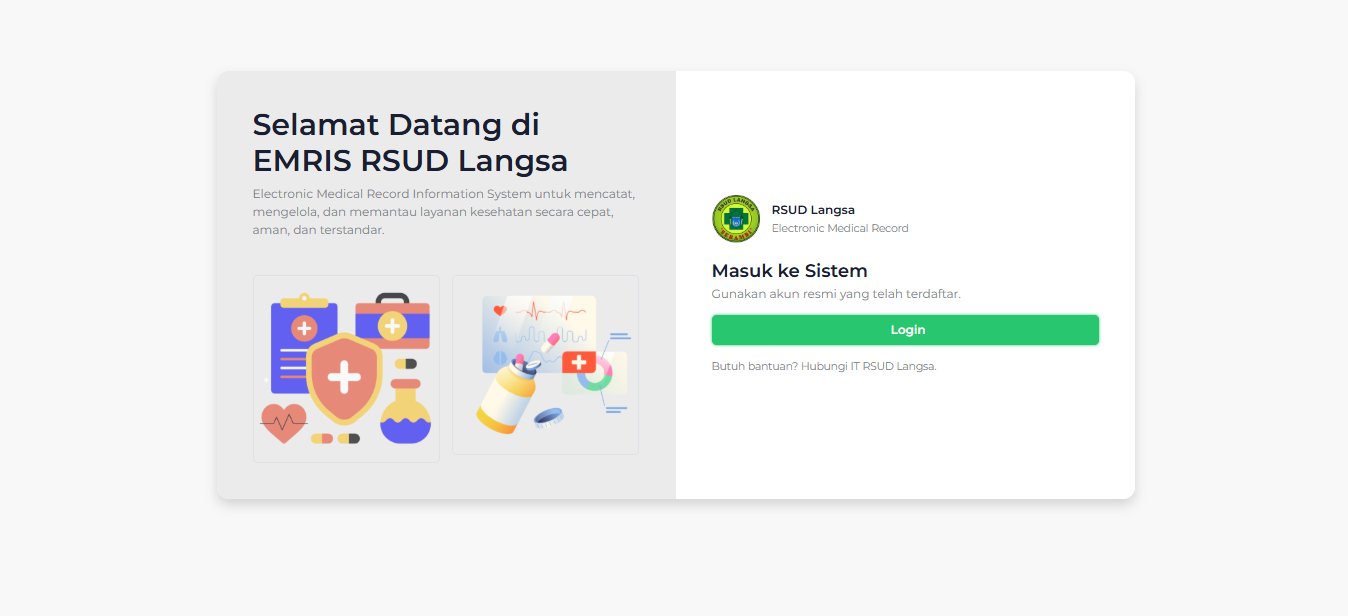 Selamat Datang di
EMRIS RSUD Langsa
Electronic Medical Record Information System untuk mencatat,
mengelola, dan memantau layanan kesehatan secara cepat,
aman, dan terstandar.
RSUD LANGSA
RSUD Langsa
Electronic Medical Record
Masuk ke Sistem
Gunakan akun resmi yang telah terdaftar.
Login
Butuh bantuan? Hubungi IT RSUD Langsa.